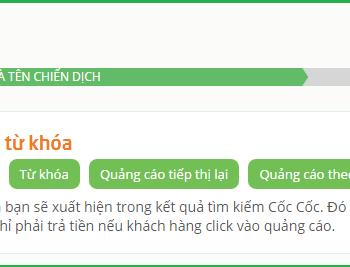 TÊN CHIẾN DỊCH
từ khóa
Từ khóa Quảng cáo tiếp thị lại Quảng cáo theo
bạn sẽ xuất hiện trong kết quả tìm kiếm Cốc Cốc. Đó
phải trả tiền nếu khách hàng click vào quảng cáo.